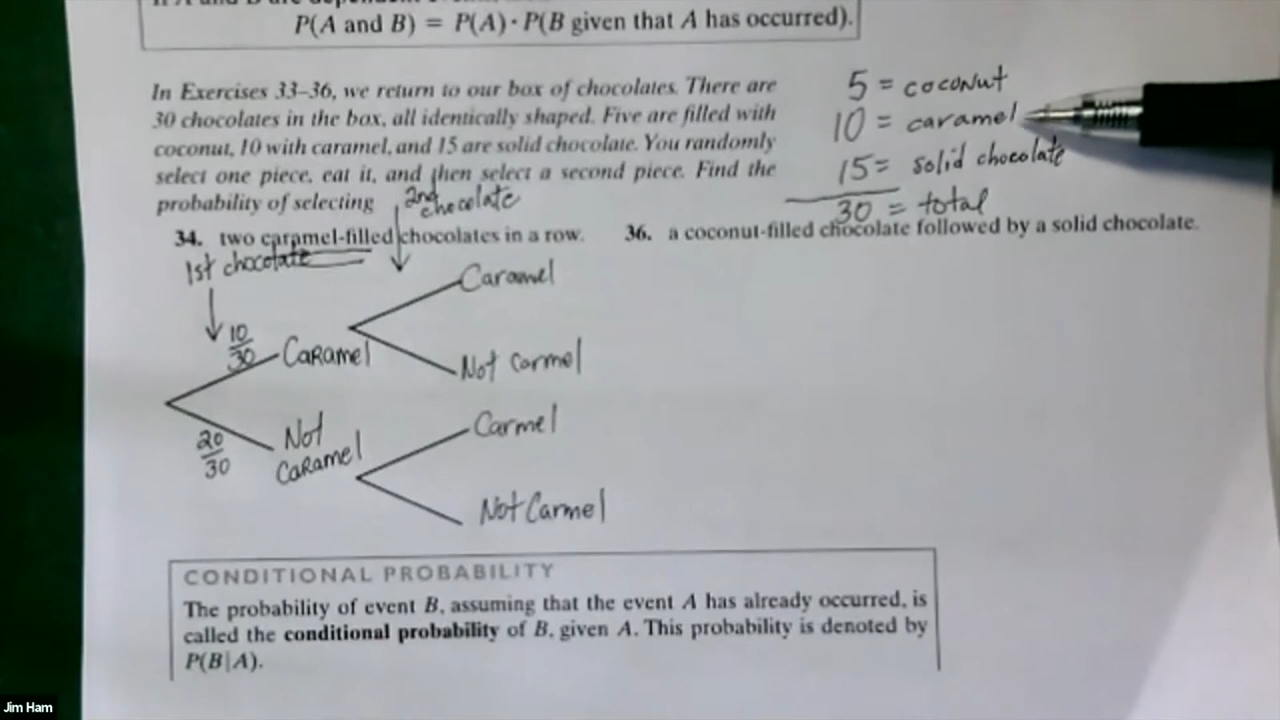 P(A and B) = P(A) · P(B given that A has occurred).
In Exercises 33–36, we return to our box of chocolates. There are
30 chocolates in the box, all identically shaped. Five are filled with
coconut, 10 with caramel, and 15 are solid chocolate. You randomly
select one piece, eat it, and then select a second piece. Find the
probability of selecting
5 = coconut
10 = caramel
15 = solid chocolate
30 = total
2nd
chocolate
34. two caramel-filled chocolates in a row.
36. a coconut-filled chocolate followed by a solid chocolate.
1st chocolate
10
30
Caramel
Caramel
Not Carmel
20
30
Not
Caramel
Carmel
Not Carmel
CONDITIONAL PROBABILITY
The probability of event B, assuming that the event A has already occurred, is
called the conditional probability of B, given A. This probability is denoted by
P(B|A).
Jim Ham